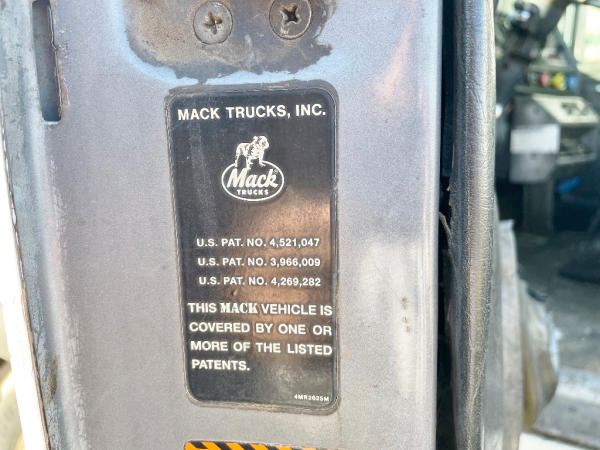 MACK TRUCKS, INC.
Mack
TRUCKS
U.S. PAT. NO. 4,521,047
U.S. PAT. NO. 3,966,009
U.S. PAT. NO. 4,269,282
THIS MACK VEHICLE IS
COVERED BY ONE OR
MORE OF THE LISTED
PATENTS.
4MR2625M